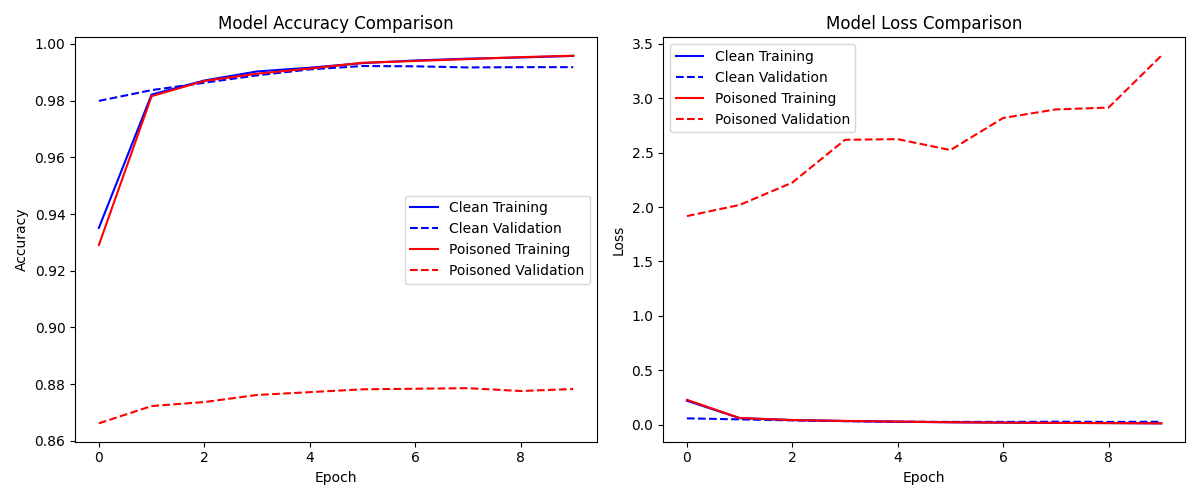 Model Accuracy Comparison
1.00
0.98
0.96
0.94
0.92
0.90
0.88
0.86
Accuracy
0
2
4
6
8
Epoch
Clean Training
Clean Validation
Poisoned Training
Poisoned Validation
Model Loss Comparison
3.5
3.0
2.5
2.0
1.5
1.0
0.5
0.0
Loss
0
2
4
6
8
Epoch
Clean Training
Clean Validation
Poisoned Training
Poisoned Validation